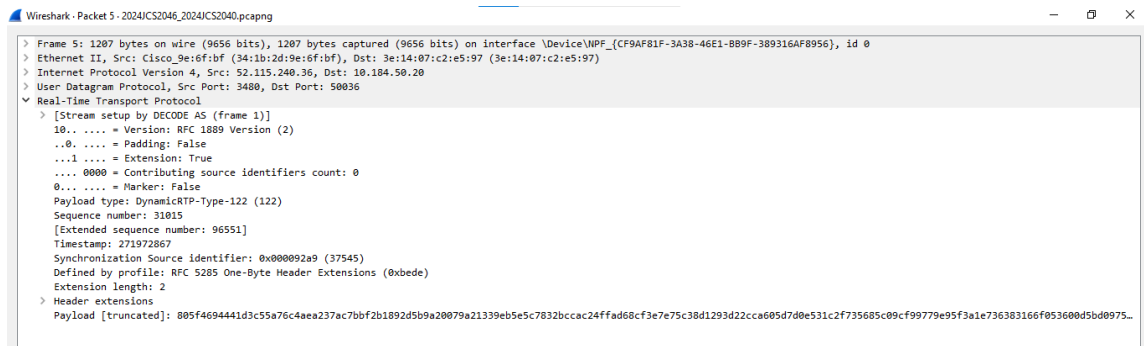 Wireshark · Packet 5 · 2024JCS2046_2024JCS2040.pcapng
Frame 5: 1207 bytes on wire (9656 bits), 1207 bytes captured (9656 bits) on interface \Device\NPF_{CF9AF81F-3A38-46E1-BB9F-389316AF8956}, id 0
Ethernet II, Src: Cisco_9e:6f:bf (34:1b:2d:9e:6f:bf), Dst: 3e:14:07:c2:e5:97 (3e:14:07:c2:e5:97)
Internet Protocol Version 4, Src: 52.115.240.36, Dst: 10.184.50.20
User Datagram Protocol, Src Port: 3480, Dst Port: 50036
Real-Time Transport Protocol
[Stream setup by DECODE AS (frame 1)]
10.. .... = Version: RFC 1889 Version (2)
..0. .... = Padding: False
...1 .... = Extension: True
.... 0000 = Contributing source identifiers count: 0
0... .... = Marker: False
Payload type: DynamicRTP-Type-122 (122)
Sequence number: 31015
[Extended sequence number: 96551]
Timestamp: 271972867
Synchronization Source identifier: 0x000092a9 (37545)
Defined by profile: RFC 5285 One-Byte Header Extensions (0xbede)
Extension length: 2
Header extensions
Payload [truncated]: 805f4694441d3c55a76c4aea237ac7bbf2b1892d5b9a20079a21339eb5e5c7832bccac24ffad68cf3e7e75c38d1293d22cca605d7d0e531c2f735685c09cf99779e95f3a1e736383166f053600d5bd0975…